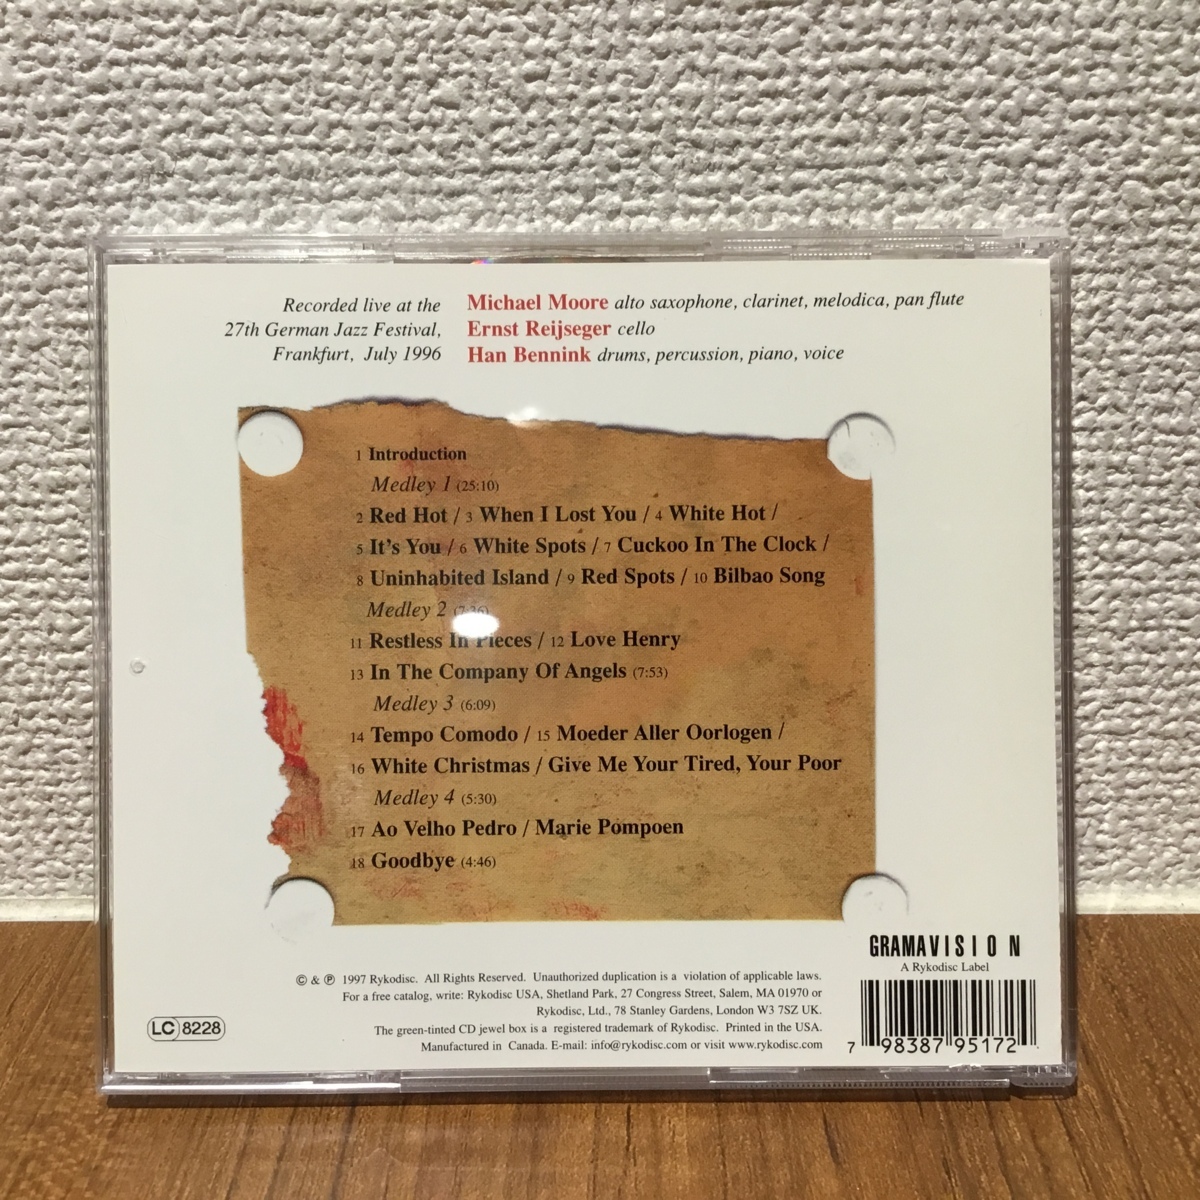 Recorded live at the
27th German Jazz Festival,
Frankfurt, July 1996
Michael Moore alto saxophone, clarinet, melodica, pan flute
Ernst Reijseger cello
Han Bennink drums, percussion, piano, voice
1 Introduction
Medley 1 (25:10)
2 Red Hot / 3 When I Lost You / 4 White Hot /
5 It's You / 6 White Spots / 7 Cuckoo In The Clock /
8 Uninhabited Island / 9 Red Spots / 10 Bilbao Song
Medley 2
11 Restless In Pieces / 12 Love Henry
13 In The Company Of Angels (7:53)
Medley 3 (6:09)
14 Tempo Comodo / 15 Moeder Aller Oorlogen /
16 White Christmas / Give Me Your Tired, Your Poor
Medley 4 (5:30)
17 Ao Velho Pedro / Marie Pompoen
18 Goodbye (4:46)
GRAMAVISION
A Rykodisc Label
© & ℗ 1997 Rykodisc. All Rights Reserved. Unauthorized duplication is a violation of applicable laws.
For a free catalog, write: Rykodisc USA, Shetland Park, 27 Congress Street, Salem, MA 01970 or
Rykodisc, Ltd., 78 Stanley Gardens, London W3 7SZ UK.
The green-tinted CD jewel box is a registered trademark of Rykodisc. Printed in the USA.
Manufactured in Canada. E-mail: info@rykodisc.com or visit www.rykodisc.com
LC 8228
7 98387 95172